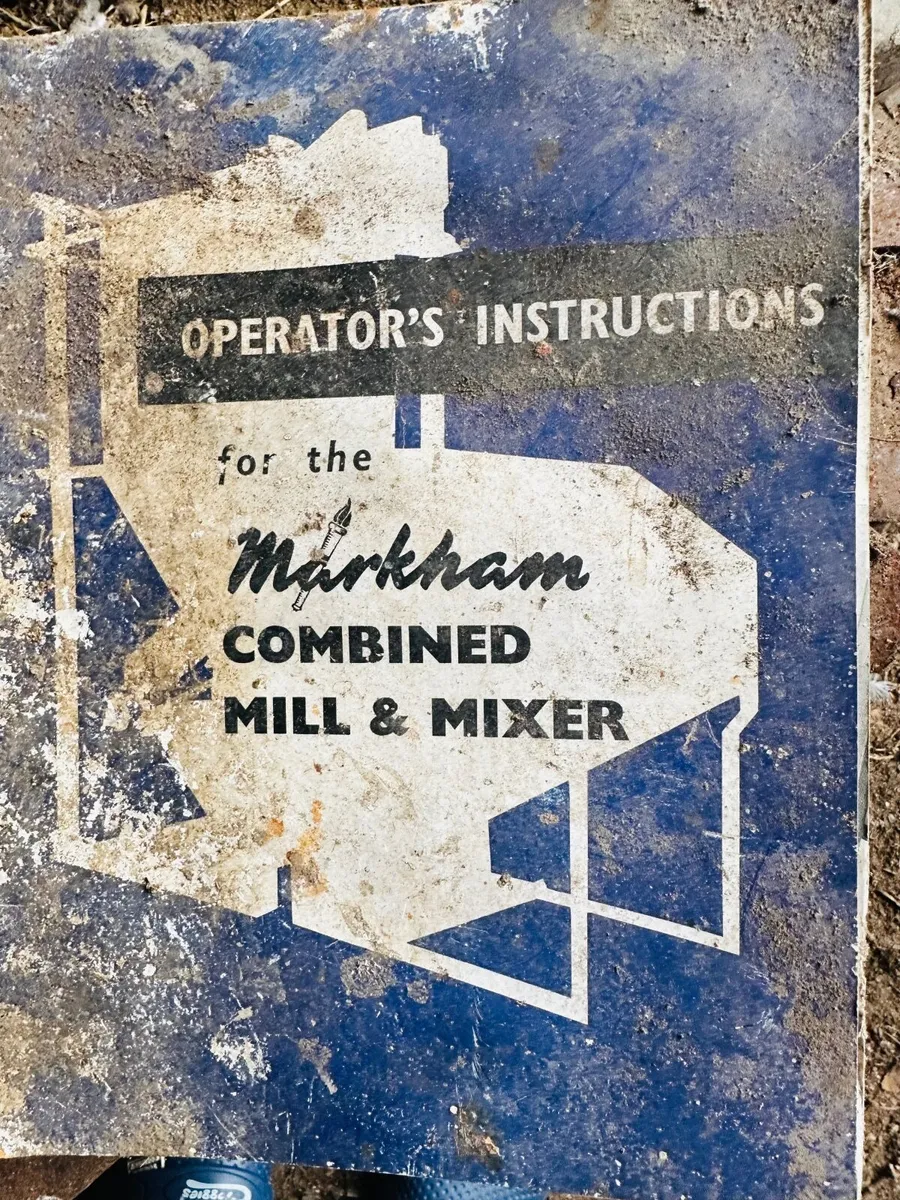 OPERATOR'S INSTRUCTIONS
for the
Markham
COMBINED
MILL & MIXER